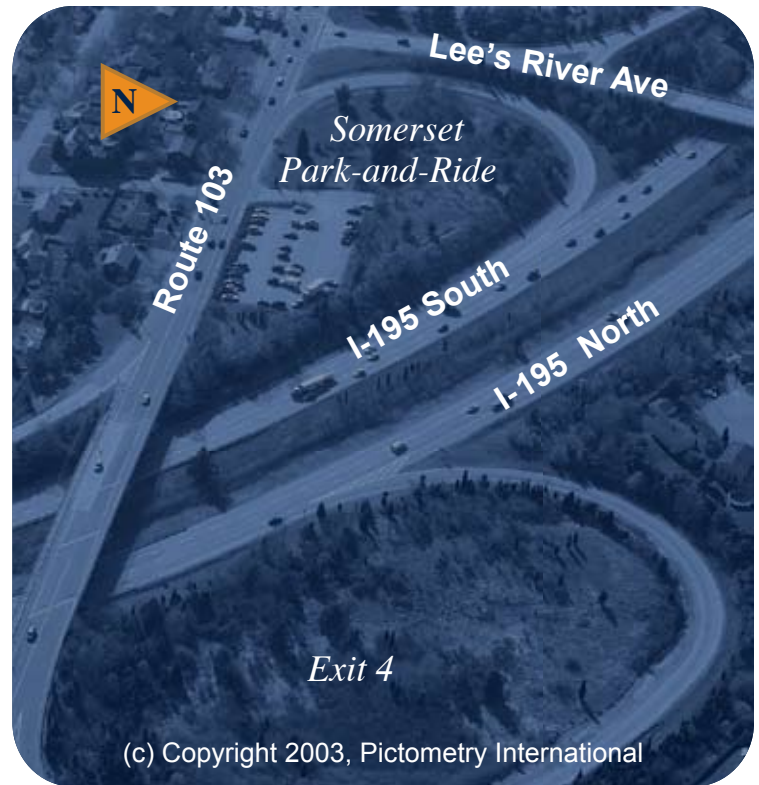 Lee's River Ave
N
Somerset
Park-and-Ride
Route 103
I-195 South
I-195 North
Exit 4
(c) Copyright 2003, Pictometry International